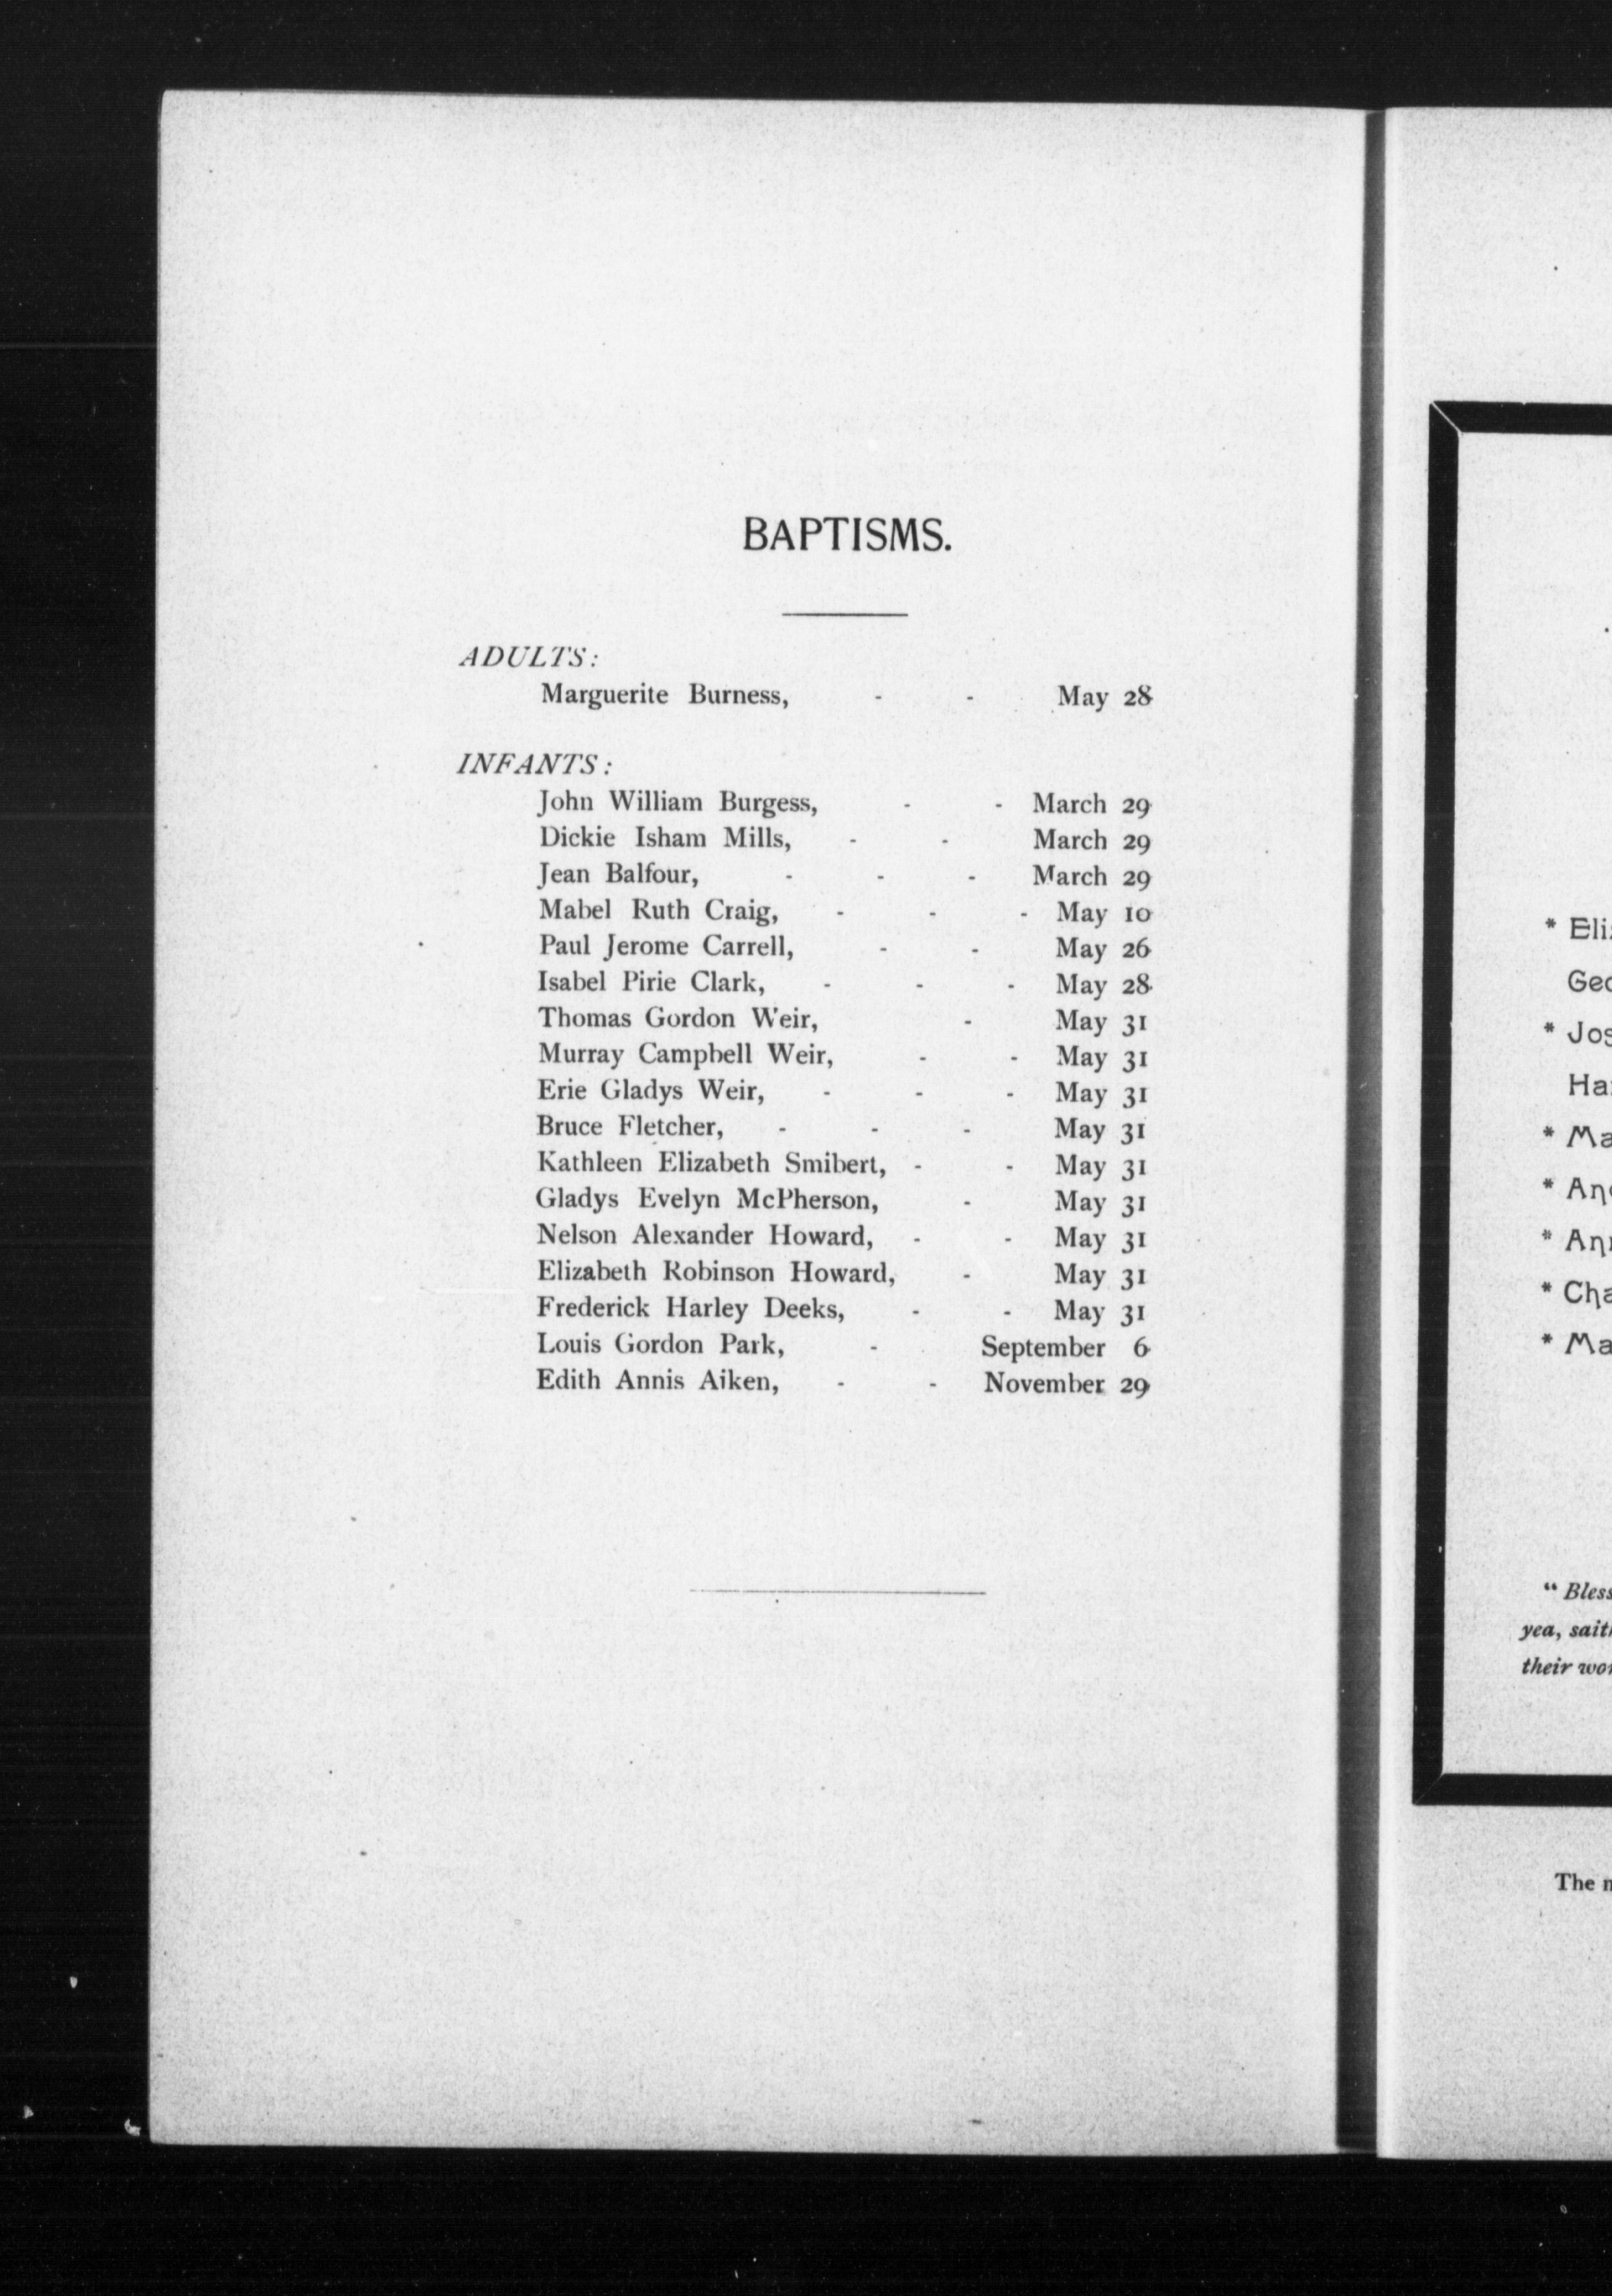 BAPTISMS.
ADULTS:
Marguerite Burness, - - May 28
INFANTS:
John William Burgess, - - March 29
Dickie Isham Mills, - - March 29
Jean Balfour, - - - March 29
Mabel Ruth Craig, - - - May 10
Paul Jerome Carrell, - - May 26
Isabel Pirie Clark, - - - May 28
Thomas Gordon Weir, - May 31
Murray Campbell Weir, - - May 31
Erie Gladys Weir, - - - May 31
Bruce Fletcher, - - - May 31
Kathleen Elizabeth Smibert, - - May 31
Gladys Evelyn McPherson, - May 31
Nelson Alexander Howard, - - May 31
Elizabeth Robinson Howard, - May 31
Frederick Harley Deeks, - - May 31
Louis Gordon Park, - September 6
Edith Annis Aiken, - - November 29
*
*
*
*
*
*
*
"
yea,
their
The